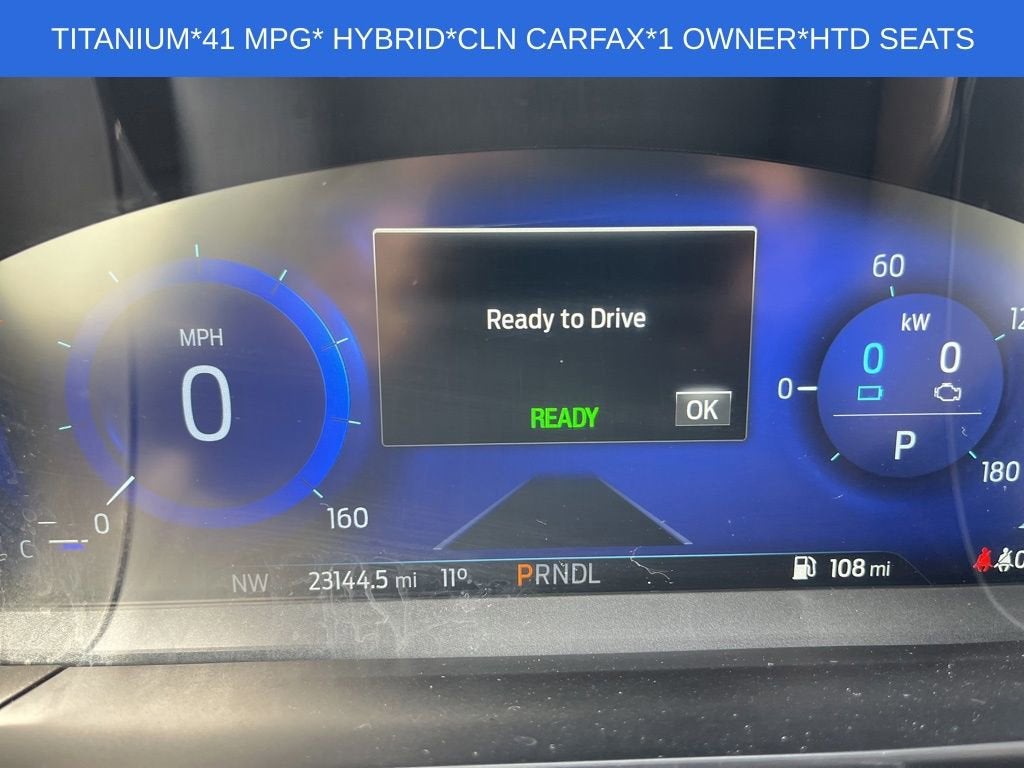 TITANIUM*41 MPG* HYBRID*CLN CARFAX*1 OWNER*HTD SEATS
60
MPH
kW
Ready to Drive
0
0
0
0
READY
OK
P
180
0
160
C
NW 23144.5 mi 11° PRNDL 108 mi